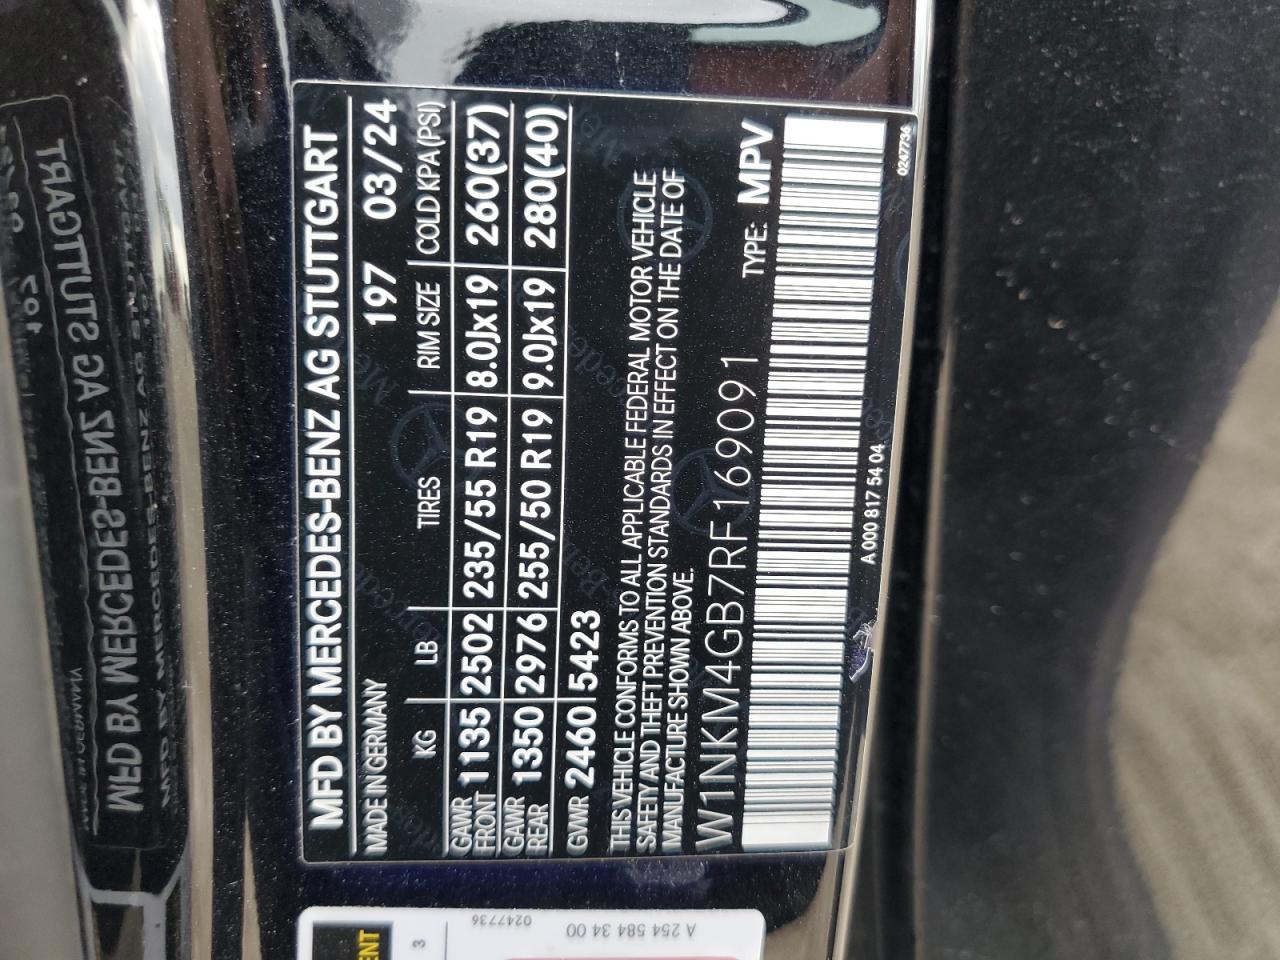 MFD BY MERCEDES-BENZ AG STUTTGART
MADE IN GERMANY 197 03/24
KG LB TIRES RIM SIZE COLD KPA(PSI)
GAWR FRONT 1135 2502 235/55 R19 8.0Jx19 260(37)
GAWR REAR 1350 2976 255/50 R19 9.0Jx19 280(40)
GVWR 2460 5423
THIS VEHICLE CONFORMS TO ALL APPLICABLE FEDERAL MOTOR VEHICLE
SAFETY AND THEFT PREVENTION STANDARDS IN EFFECT ON THE DATE OF
MANUFACTURE SHOWN ABOVE.
W1NKM4GB7RF169091 TYPE: MPV
A 000 817 54 04 0247736
3
0247736
A 254 584 34 00